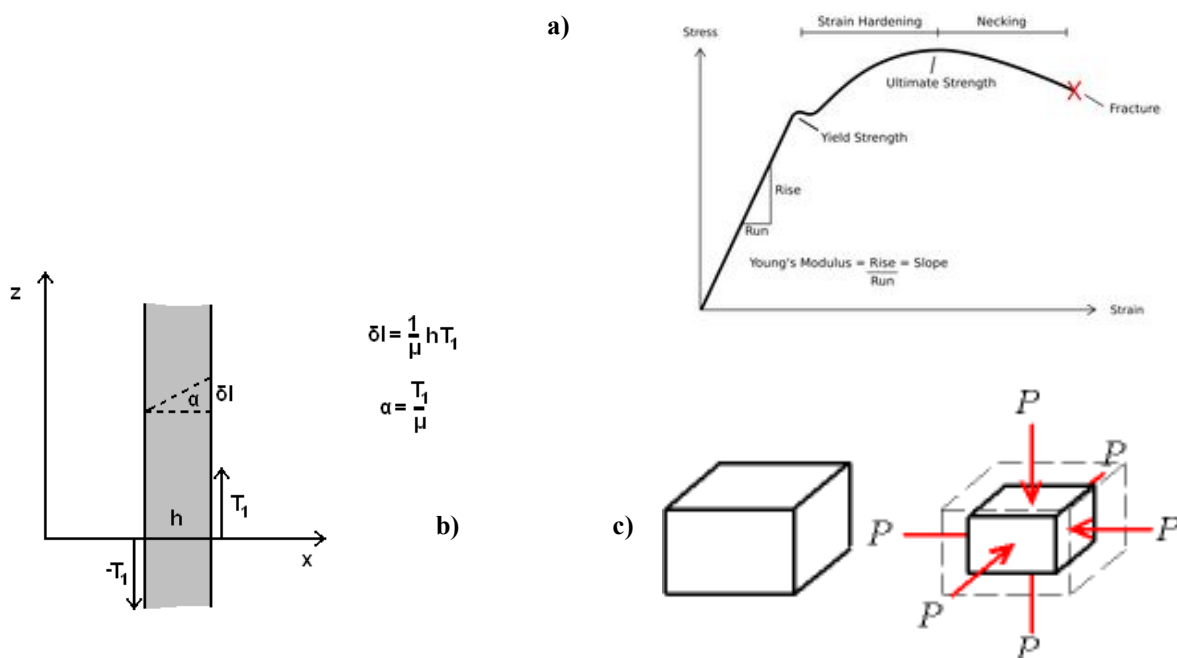 a)
Stress
Strain Hardening
Necking
Ultimate Strength
Fracture
Yield Strength
Rise
Run
Young's Modulus = Rise = Slope
Run
Strain
z
δl = 1 hT₁
μ
α
δl
α = T₁
μ
T₁
h
x
-T₁
b)
c)
P
P
P
P
P
P